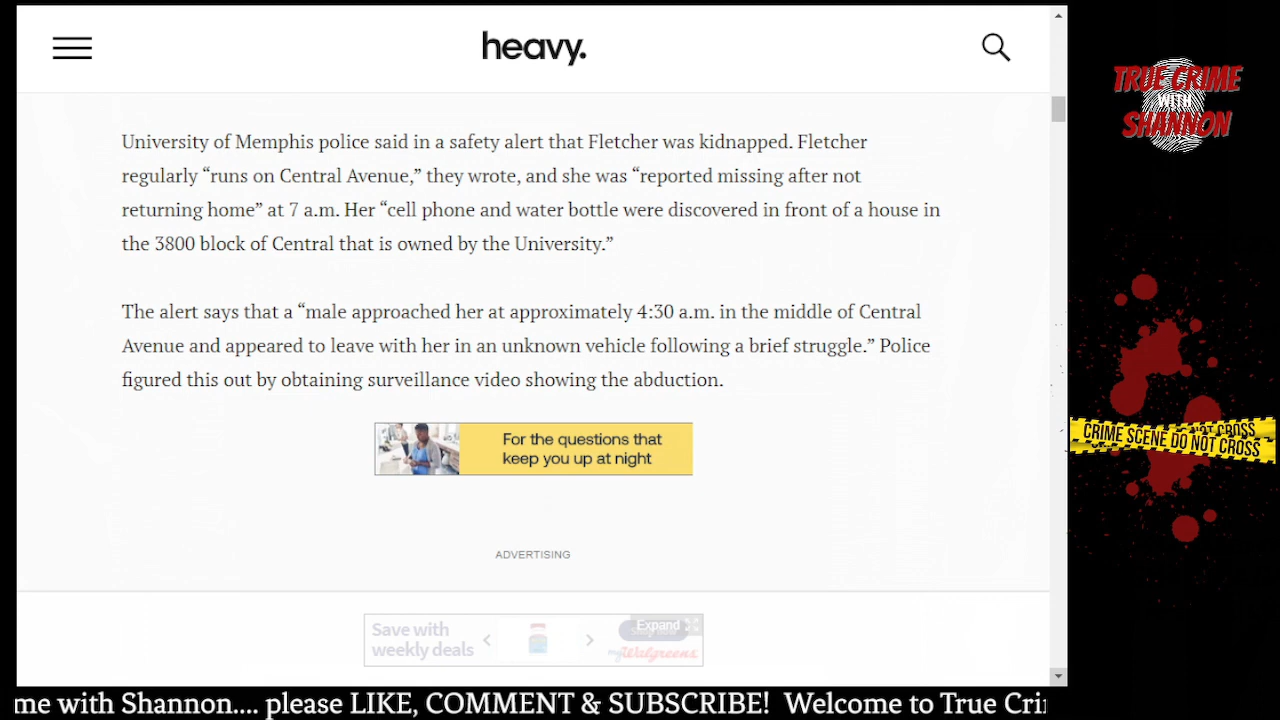 heavy.
TRUE CRIME
WITH
SHANNON
University of Memphis police said in a safety alert that Fletcher was kidnapped. Fletcher
regularly “runs on Central Avenue,” they wrote, and she was “reported missing after not
returning home” at 7 a.m. Her “cell phone and water bottle were discovered in front of a house in
the 3800 block of Central that is owned by the University.”
The alert says that a “male approached her at approximately 4:30 a.m. in the middle of Central
Avenue and appeared to leave with her in an unknown vehicle following a brief struggle.” Police
figured this out by obtaining surveillance video showing the abduction.
For the questions that
keep you up at night
NOT CROSS
CRIME SCENE DO NOT CROSS
ADVERTISING
Save with
weekly deals
Expand
myWalgreens
me with Shannon.... please LIKE, COMMENT & SUBSCRIBE! Welcome to True Cri